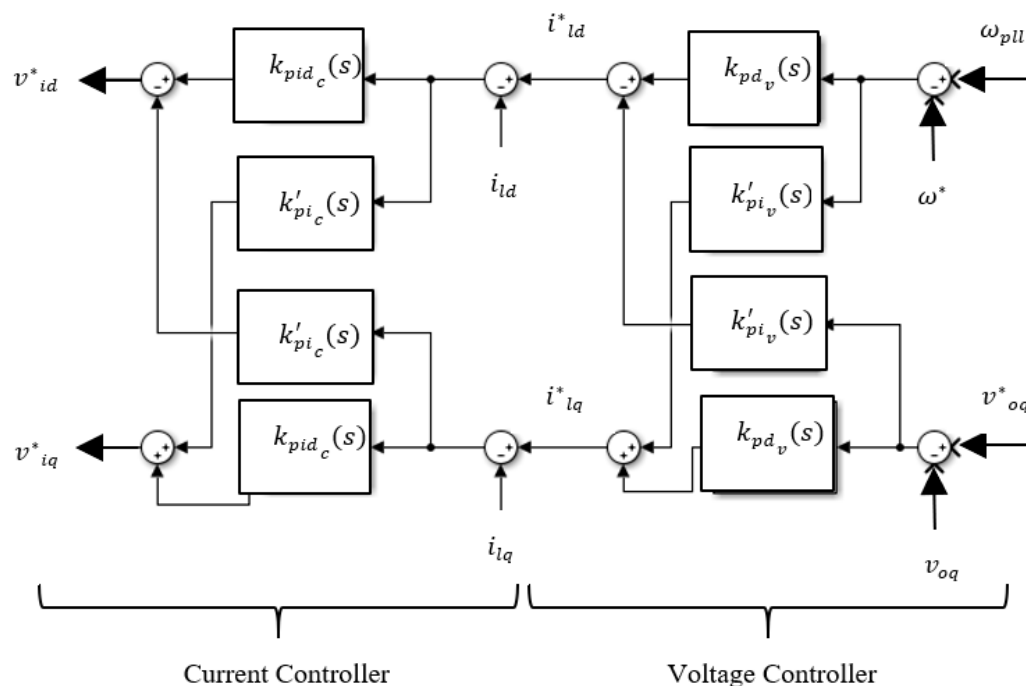 i*ld
ωpll
v*id
kpidc(s)
kpdv(s)
ild
k′pic(s)
k′piv(s)
ω*
k′pic(s)
k′piv(s)
i*lq
v*oq
v*iq
kpidc(s)
kpdv(s)
ilq
voq
Current Controller
Voltage Controller